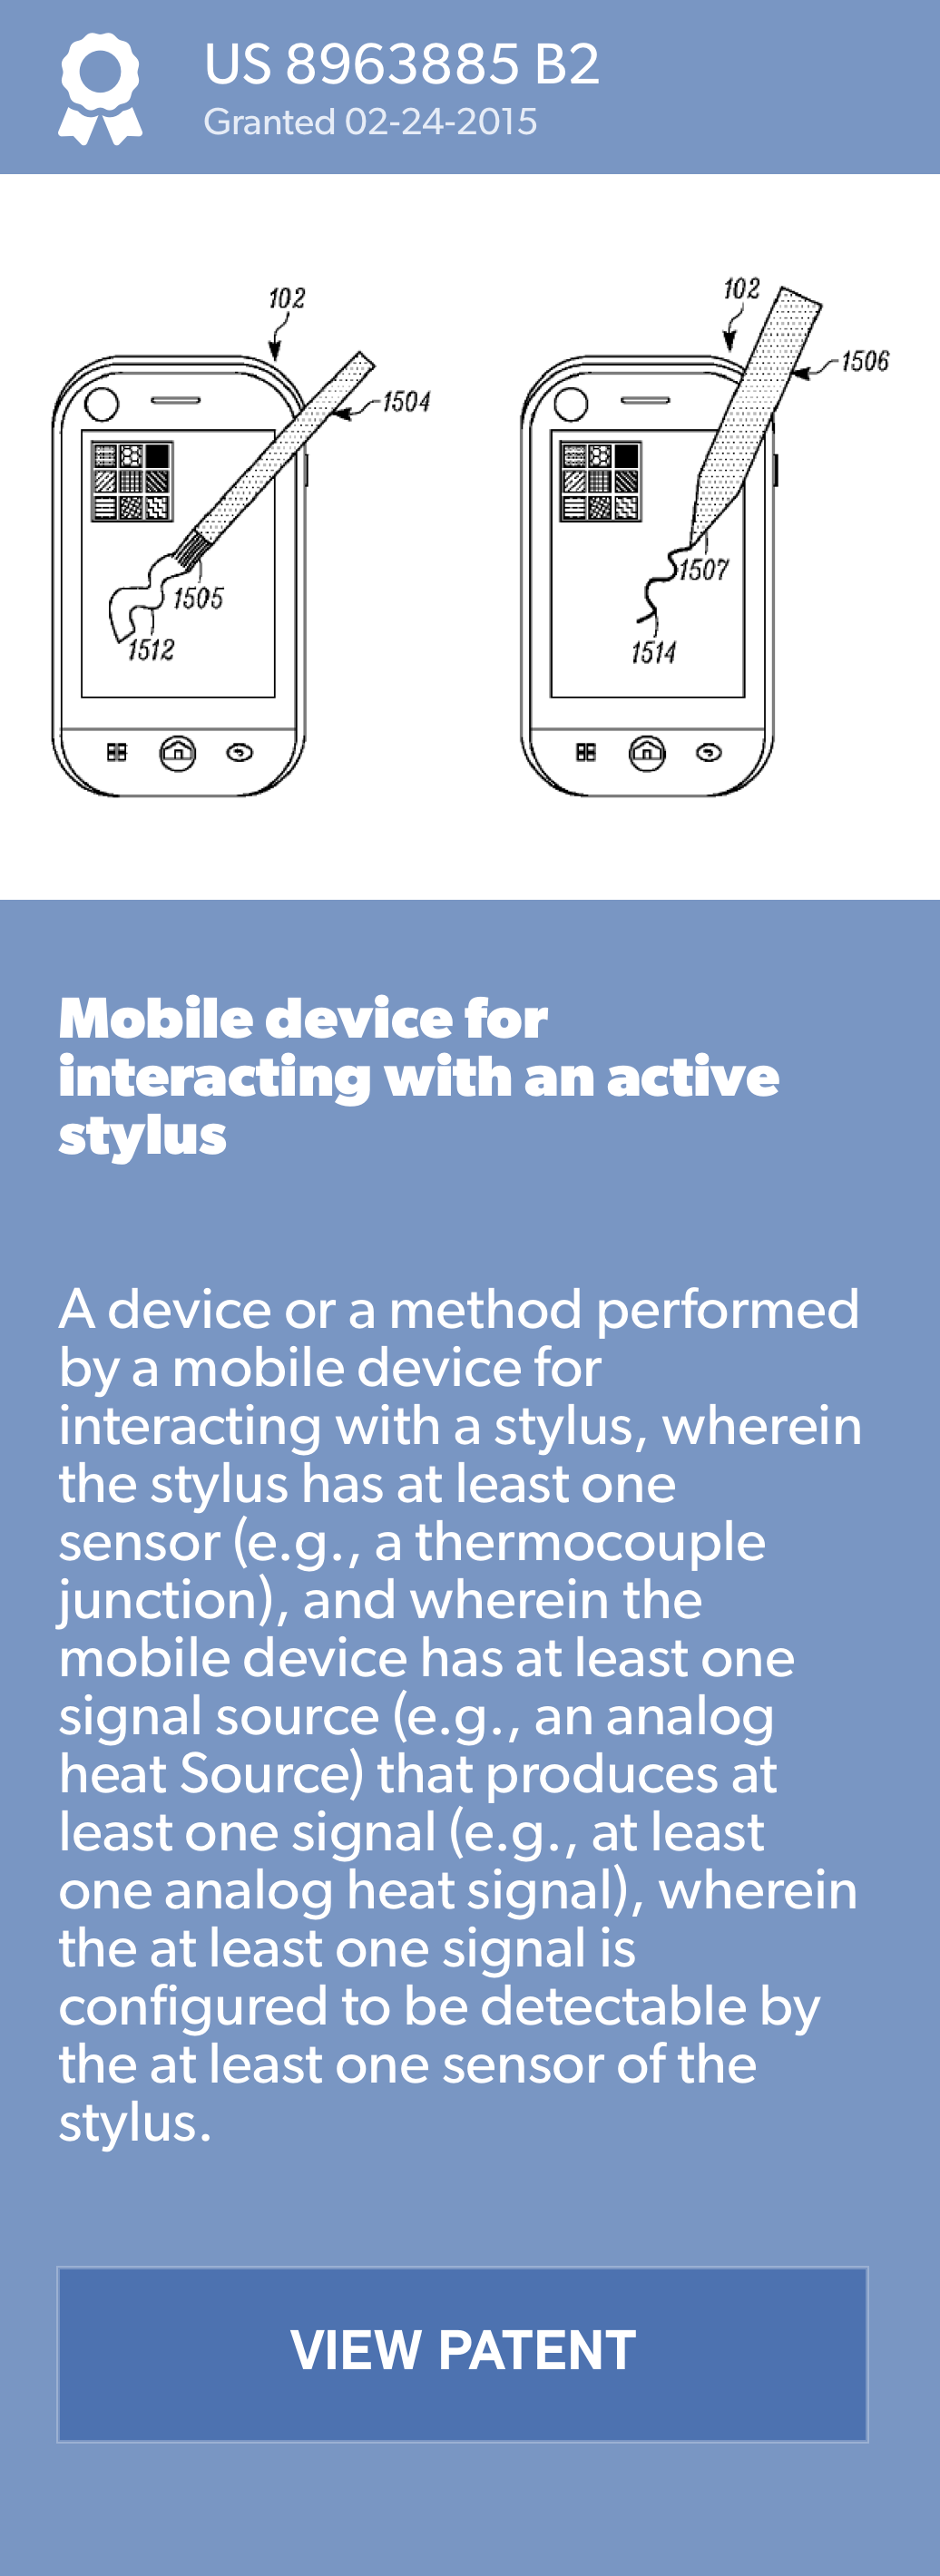 US 8963885 B2
Granted 02-24-2015
102
1504
1505
1512
102
1506
1507
1514
Mobile device for
interacting with an active
stylus
A device or a method performed
by a mobile device for
interacting with a stylus, wherein
the stylus has at least one
sensor (e.g., a thermocouple
junction), and wherein the
mobile device has at least one
signal source (e.g., an analog
heat Source) that produces at
least one signal (e.g., at least
one analog heat signal), wherein
the at least one signal is
configured to be detectable by
the at least one sensor of the
stylus.
VIEW PATENT